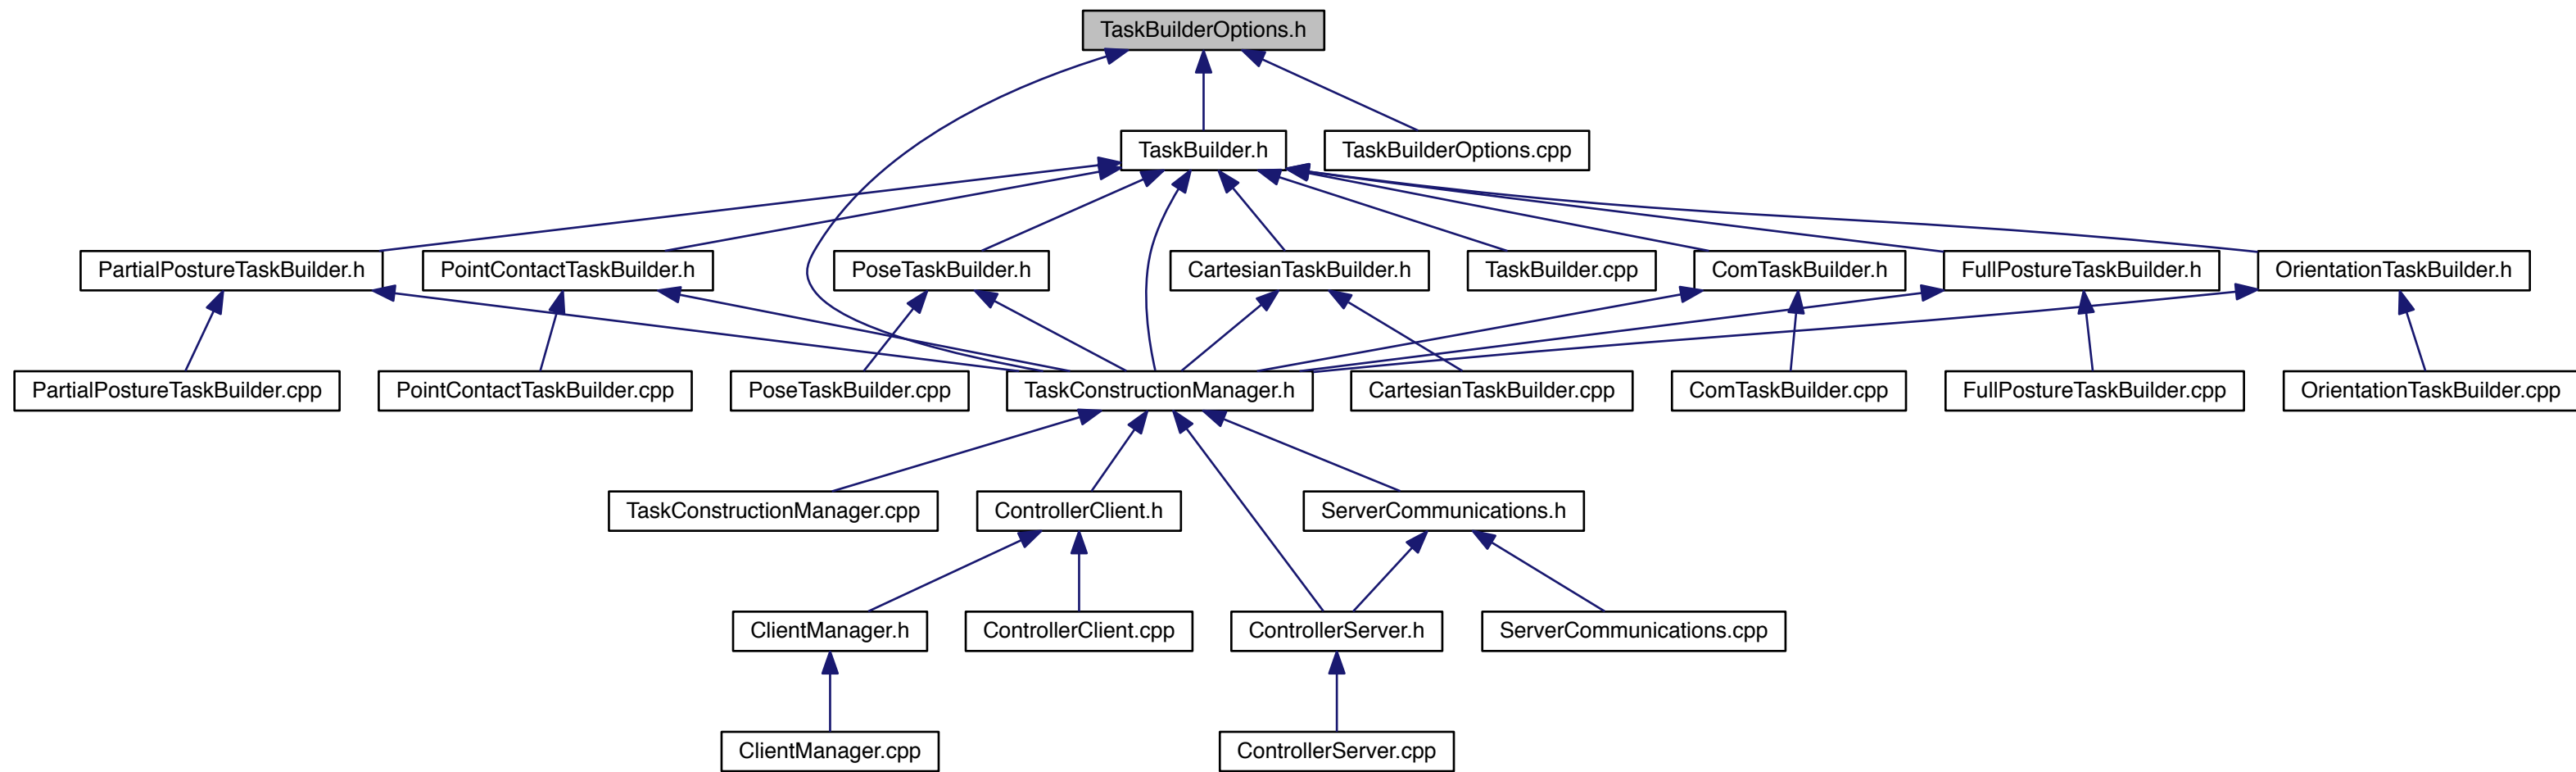 TaskBuilderOptions.h
TaskBuilder.h
TaskBuilderOptions.cpp
PartialPostureTaskBuilder.h
PointContactTaskBuilder.h
PoseTaskBuilder.h
CartesianTaskBuilder.h
TaskBuilder.cpp
ComTaskBuilder.h
FullPostureTaskBuilder.h
OrientationTaskBuilder.h
PartialPostureTaskBuilder.cpp
PointContactTaskBuilder.cpp
PoseTaskBuilder.cpp
TaskConstructionManager.h
CartesianTaskBuilder.cpp
ComTaskBuilder.cpp
FullPostureTaskBuilder.cpp
OrientationTaskBuilder.cpp
TaskConstructionManager.cpp
ControllerClient.h
ServerCommunications.h
ClientManager.h
ControllerClient.cpp
ControllerServer.h
ServerCommunications.cpp
ClientManager.cpp
ControllerServer.cpp